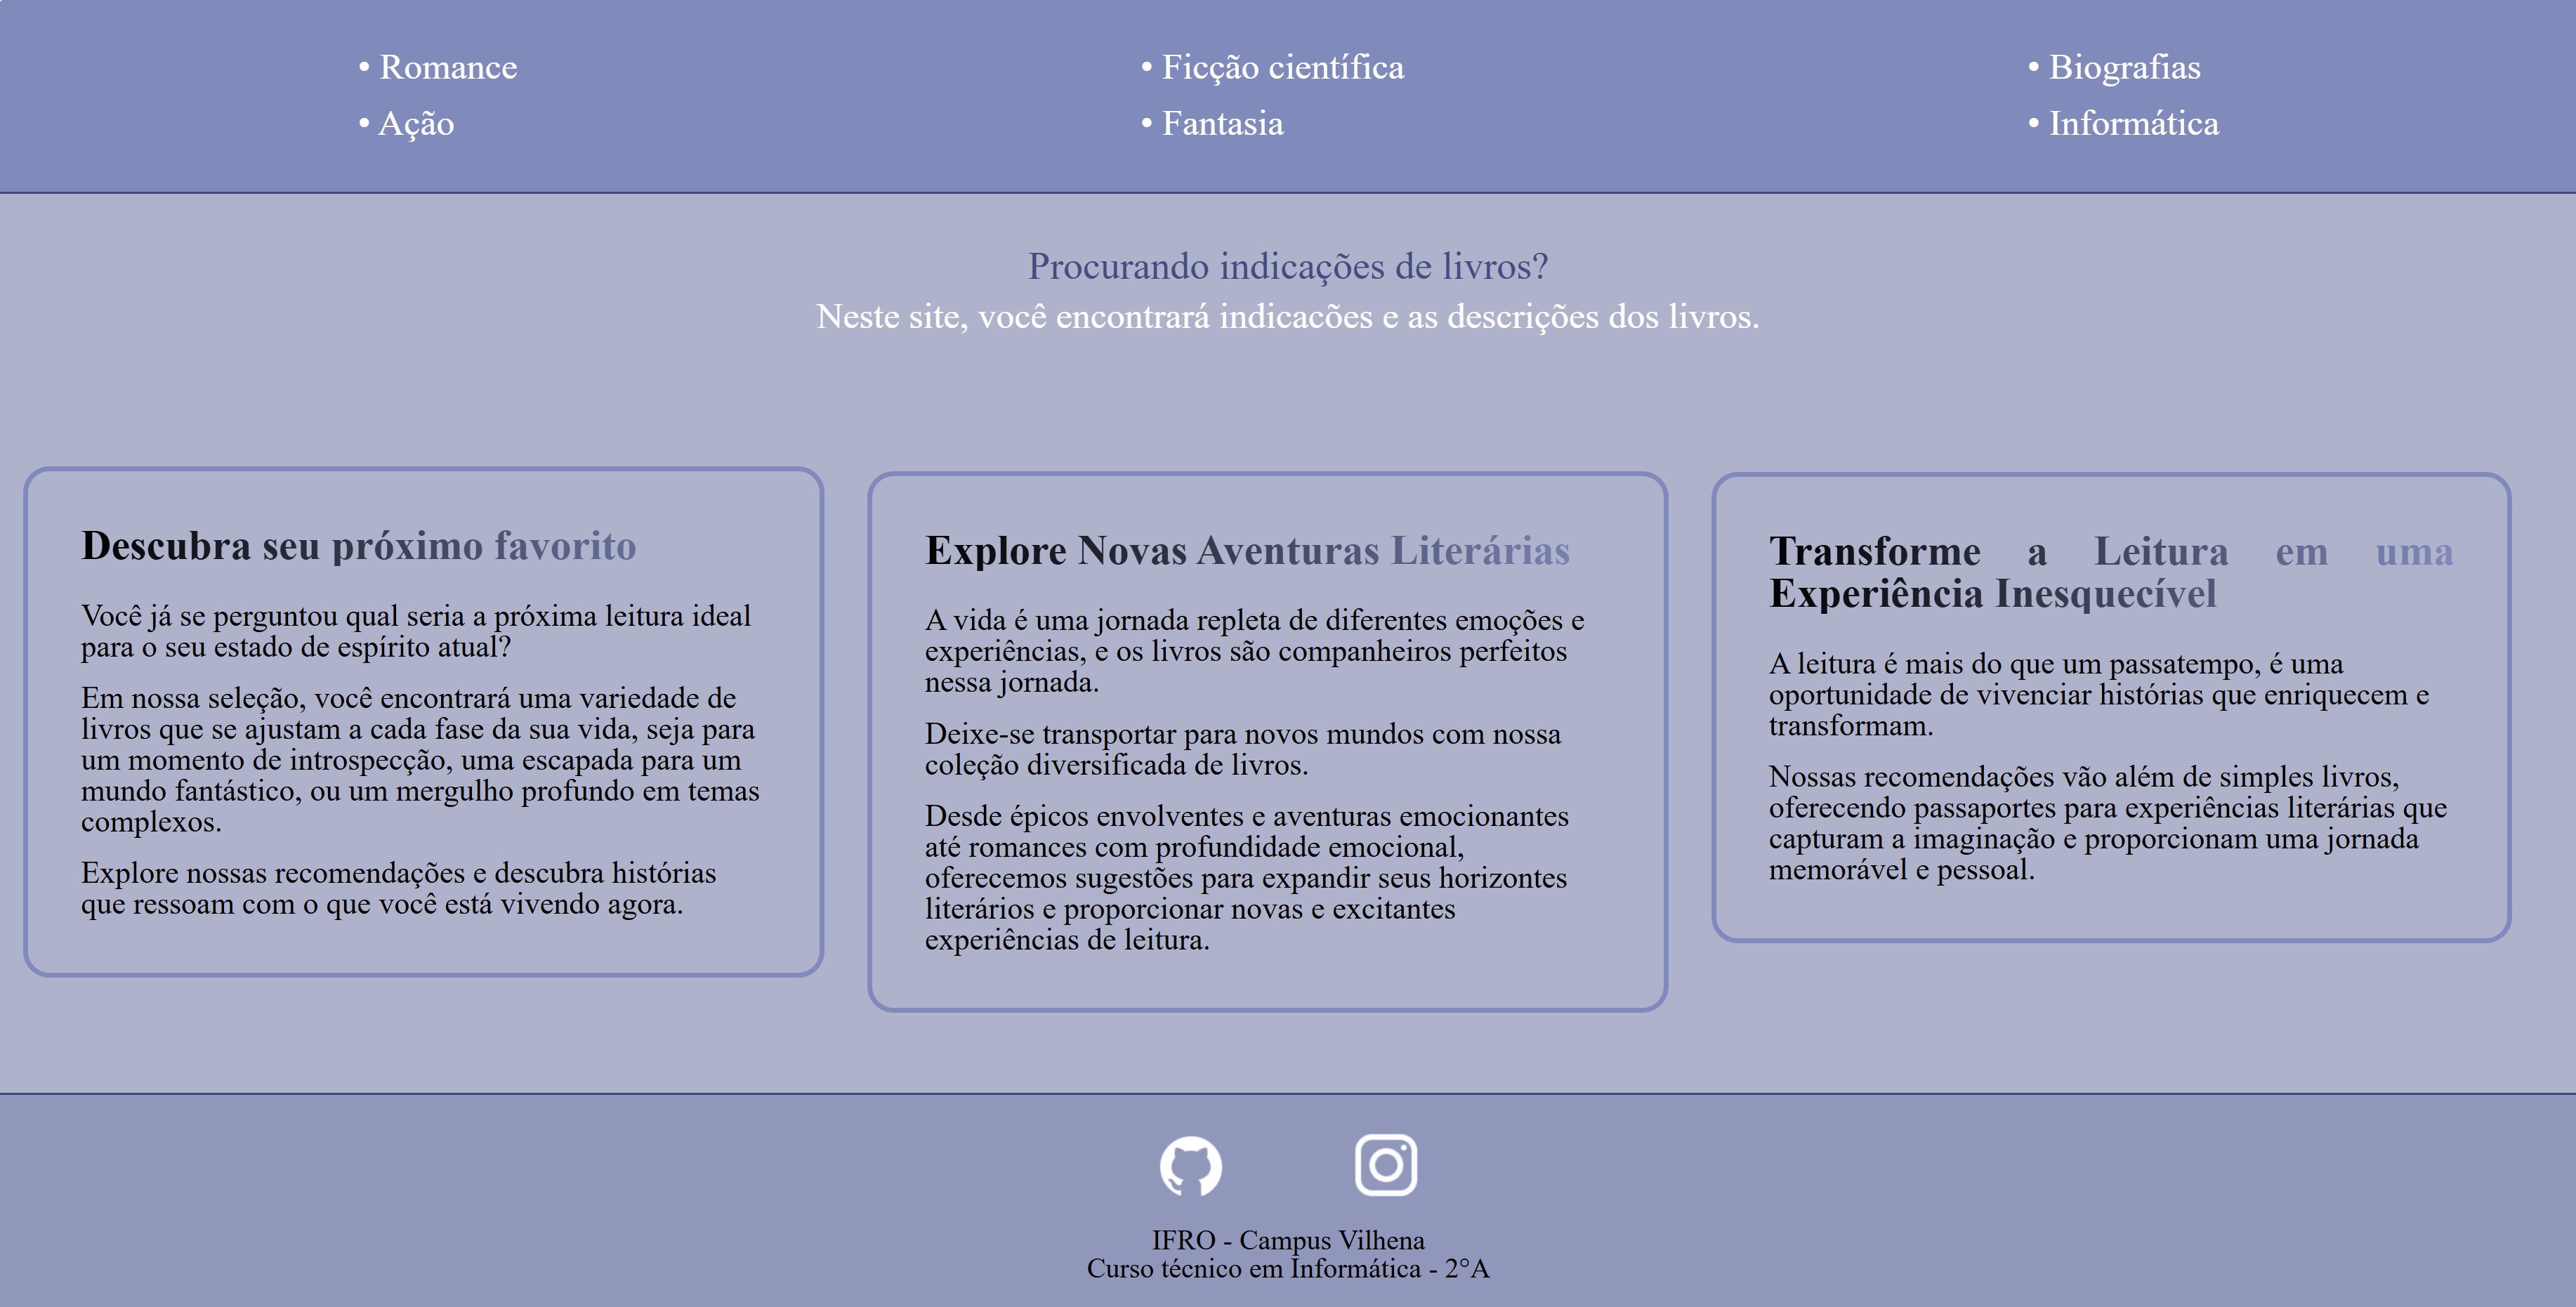 • Romance
• Ação
• Ficção científica
• Fantasia
• Biografias
• Informática
Procurando indicações de livros?
Neste site, você encontrará indicacões e as descrições dos livros.
Descubra seu próximo favorito
Você já se perguntou qual seria a próxima leitura ideal
para o seu estado de espírito atual?
Em nossa seleção, você encontrará uma variedade de
livros que se ajustam a cada fase da sua vida, seja para
um momento de introspecção, uma escapada para um
mundo fantástico, ou um mergulho profundo em temas
complexos.
Explore nossas recomendações e descubra histórias
que ressoam com o que você está vivendo agora.
Explore Novas Aventuras Literárias
A vida é uma jornada repleta de diferentes emoções e
experiências, e os livros são companheiros perfeitos
nessa jornada.
Deixe-se transportar para novos mundos com nossa
coleção diversificada de livros.
Desde épicos envolventes e aventuras emocionantes
até romances com profundidade emocional,
oferecemos sugestões para expandir seus horizontes
literários e proporcionar novas e excitantes
experiências de leitura.
Transforme a Leitura em uma
Experiência Inesquecível
A leitura é mais do que um passatempo, é uma
oportunidade de vivenciar histórias que enriquecem e
transformam.
Nossas recomendações vão além de simples livros,
oferecendo passaportes para experiências literárias que
capturam a imaginação e proporcionam uma jornada
memorável e pessoal.
IFRO - Campus Vilhena
Curso técnico em Informática - 2°A